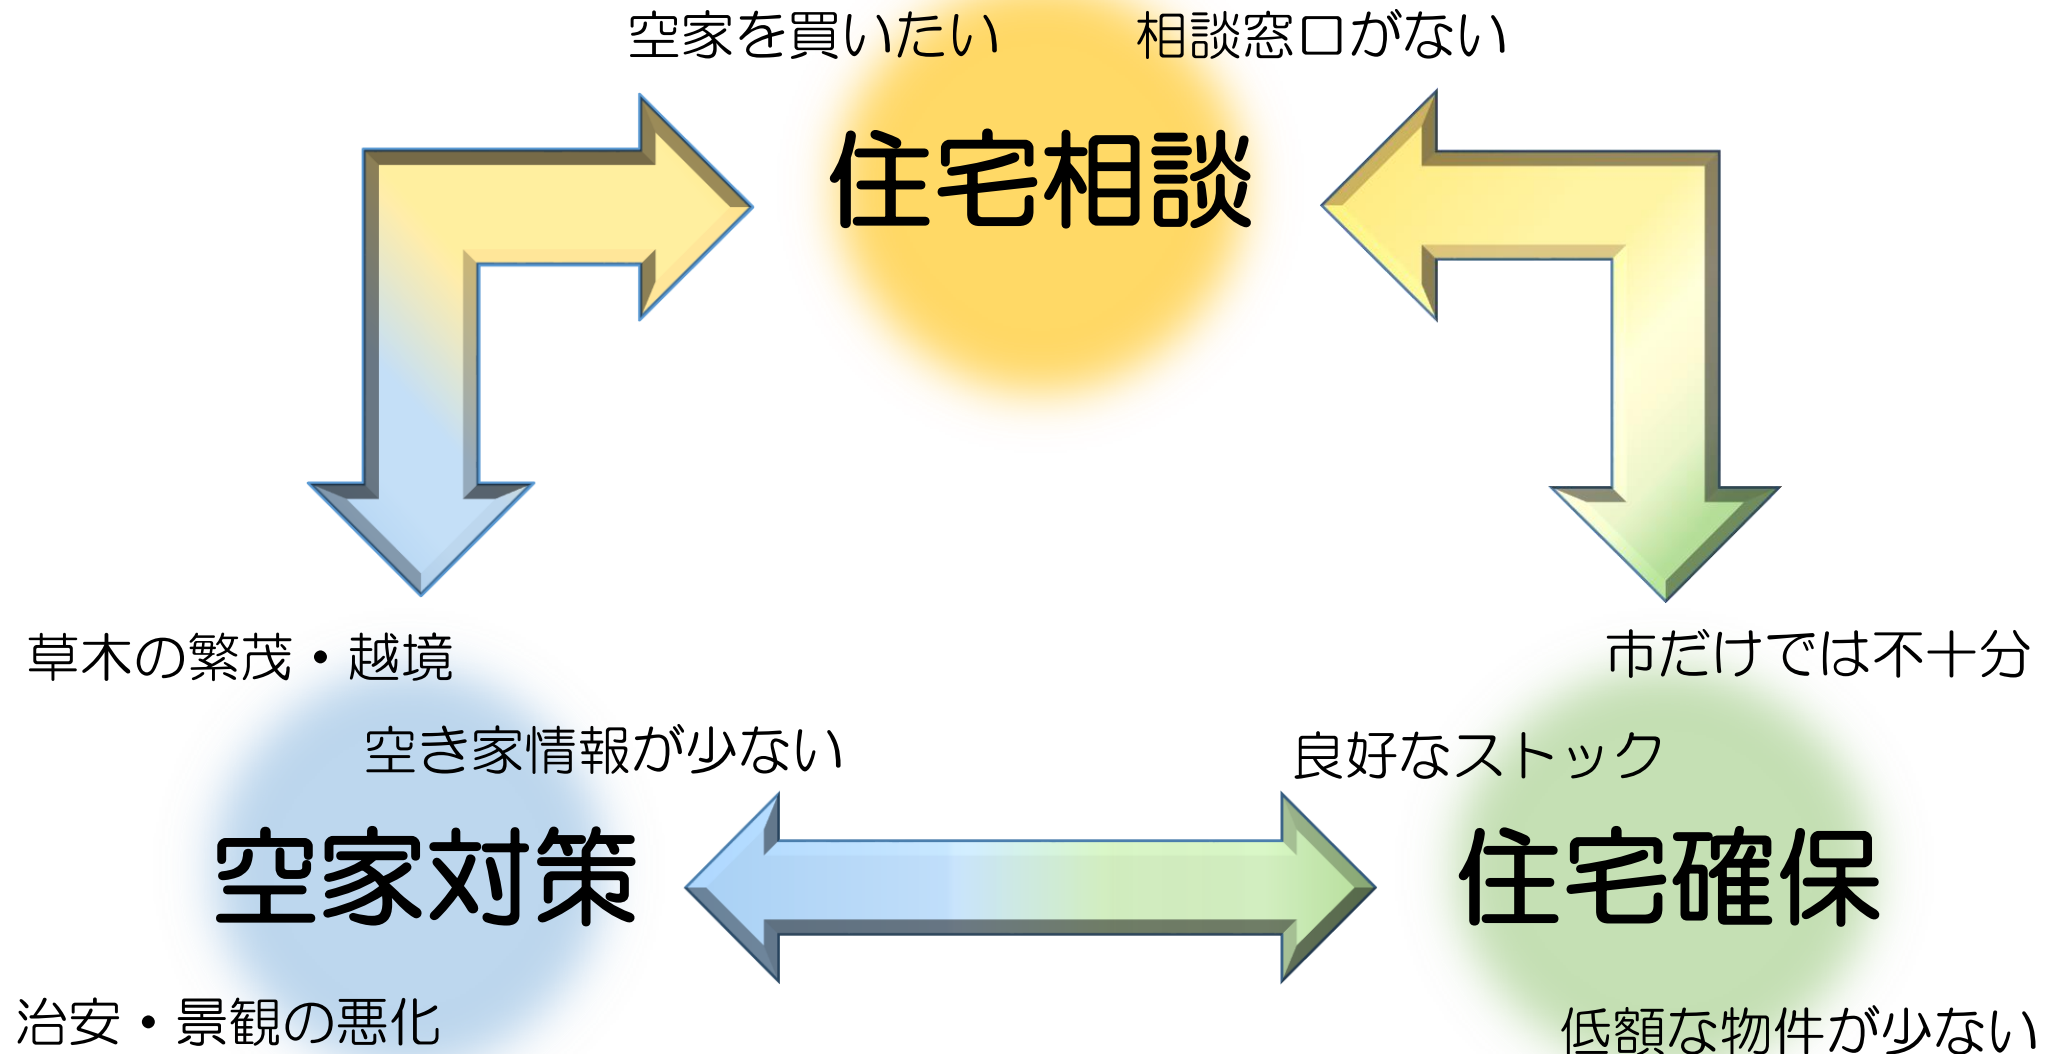 空家を買いたい
相談窓口がない
住宅相談
草木の繁茂・越境
市だけでは不十分
空き家情報が少ない
良好なストック
空家対策
住宅確保
治安・景観の悪化
低額な物件が少ない